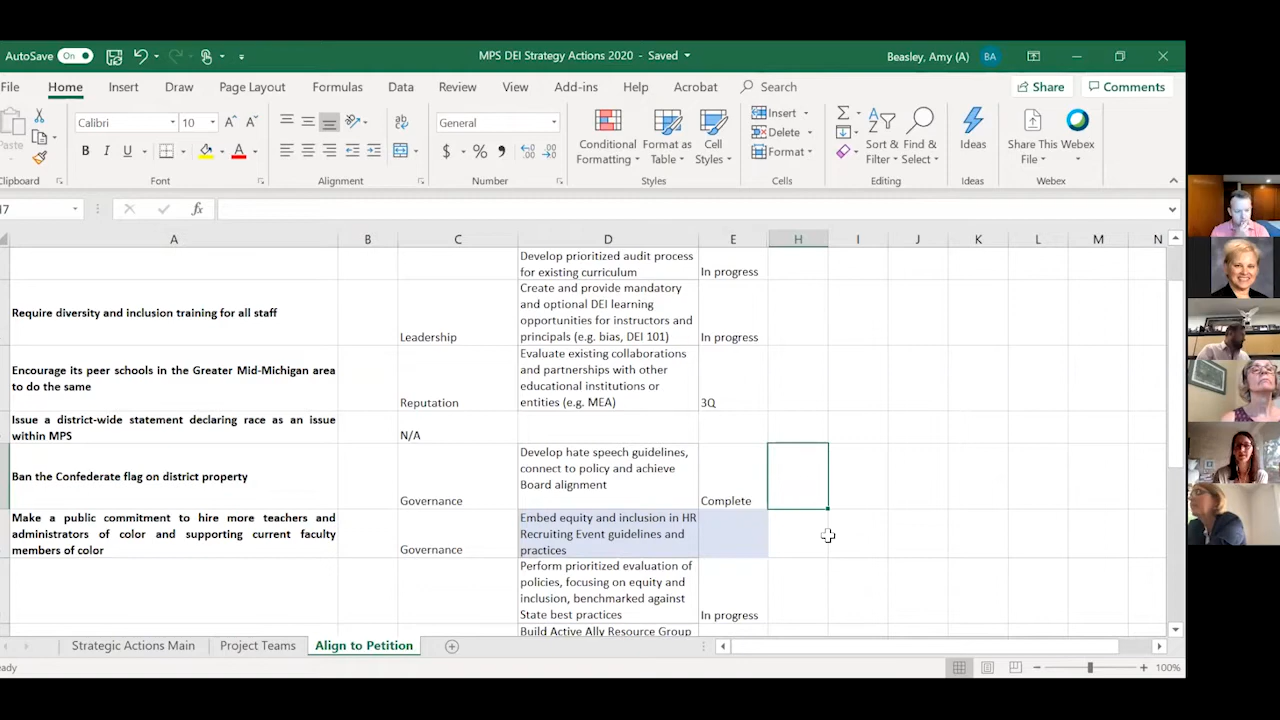 AutoSave On
MPS DEI Strategy Actions 2020 - Saved
Beasley, Amy (A) BA
File Home Insert Draw Page Layout Formulas Data Review View Add-ins Help Acrobat Search Share Comments
Calibri 10
General
Paste
B I U A
$ % ,
Conditional Formatting
Format as Table
Cell Styles
Insert
Delete
Format
Sort & Filter
Find & Select
Ideas
Share This File
Webex
Clipboard Font Alignment Number Styles Cells Editing Ideas Webex
H7 fx
A B C D E H I J K L M N
Develop prioritized audit process
for existing curriculum
In progress
Require diversity and inclusion training for all staff
Leadership
Create and provide mandatory
and optional DEI learning
opportunities for instructors and
principals (e.g. bias, DEI 101)
In progress
Encourage its peer schools in the Greater Mid-Michigan area
to do the same
Reputation
Evaluate existing collaborations
and partnerships with other
educational institutions or
entities (e.g. MEA)
3Q
Issue a district-wide statement declaring race as an issue
within MPS
N/A
Ban the Confederate flag on district property
Governance
Develop hate speech guidelines,
connect to policy and achieve
Board alignment
Complete
Make a public commitment to hire more teachers and
administrators of color and supporting current faculty
members of color
Governance
Embed equity and inclusion in HR
Recruiting Event guidelines and
practices
Perform prioritized evaluation of
policies, focusing on equity and
inclusion, benchmarked against
State best practices
In progress
Build Active Ally Resource Group
Strategic Actions Main Project Teams Align to Petition
eady 100%